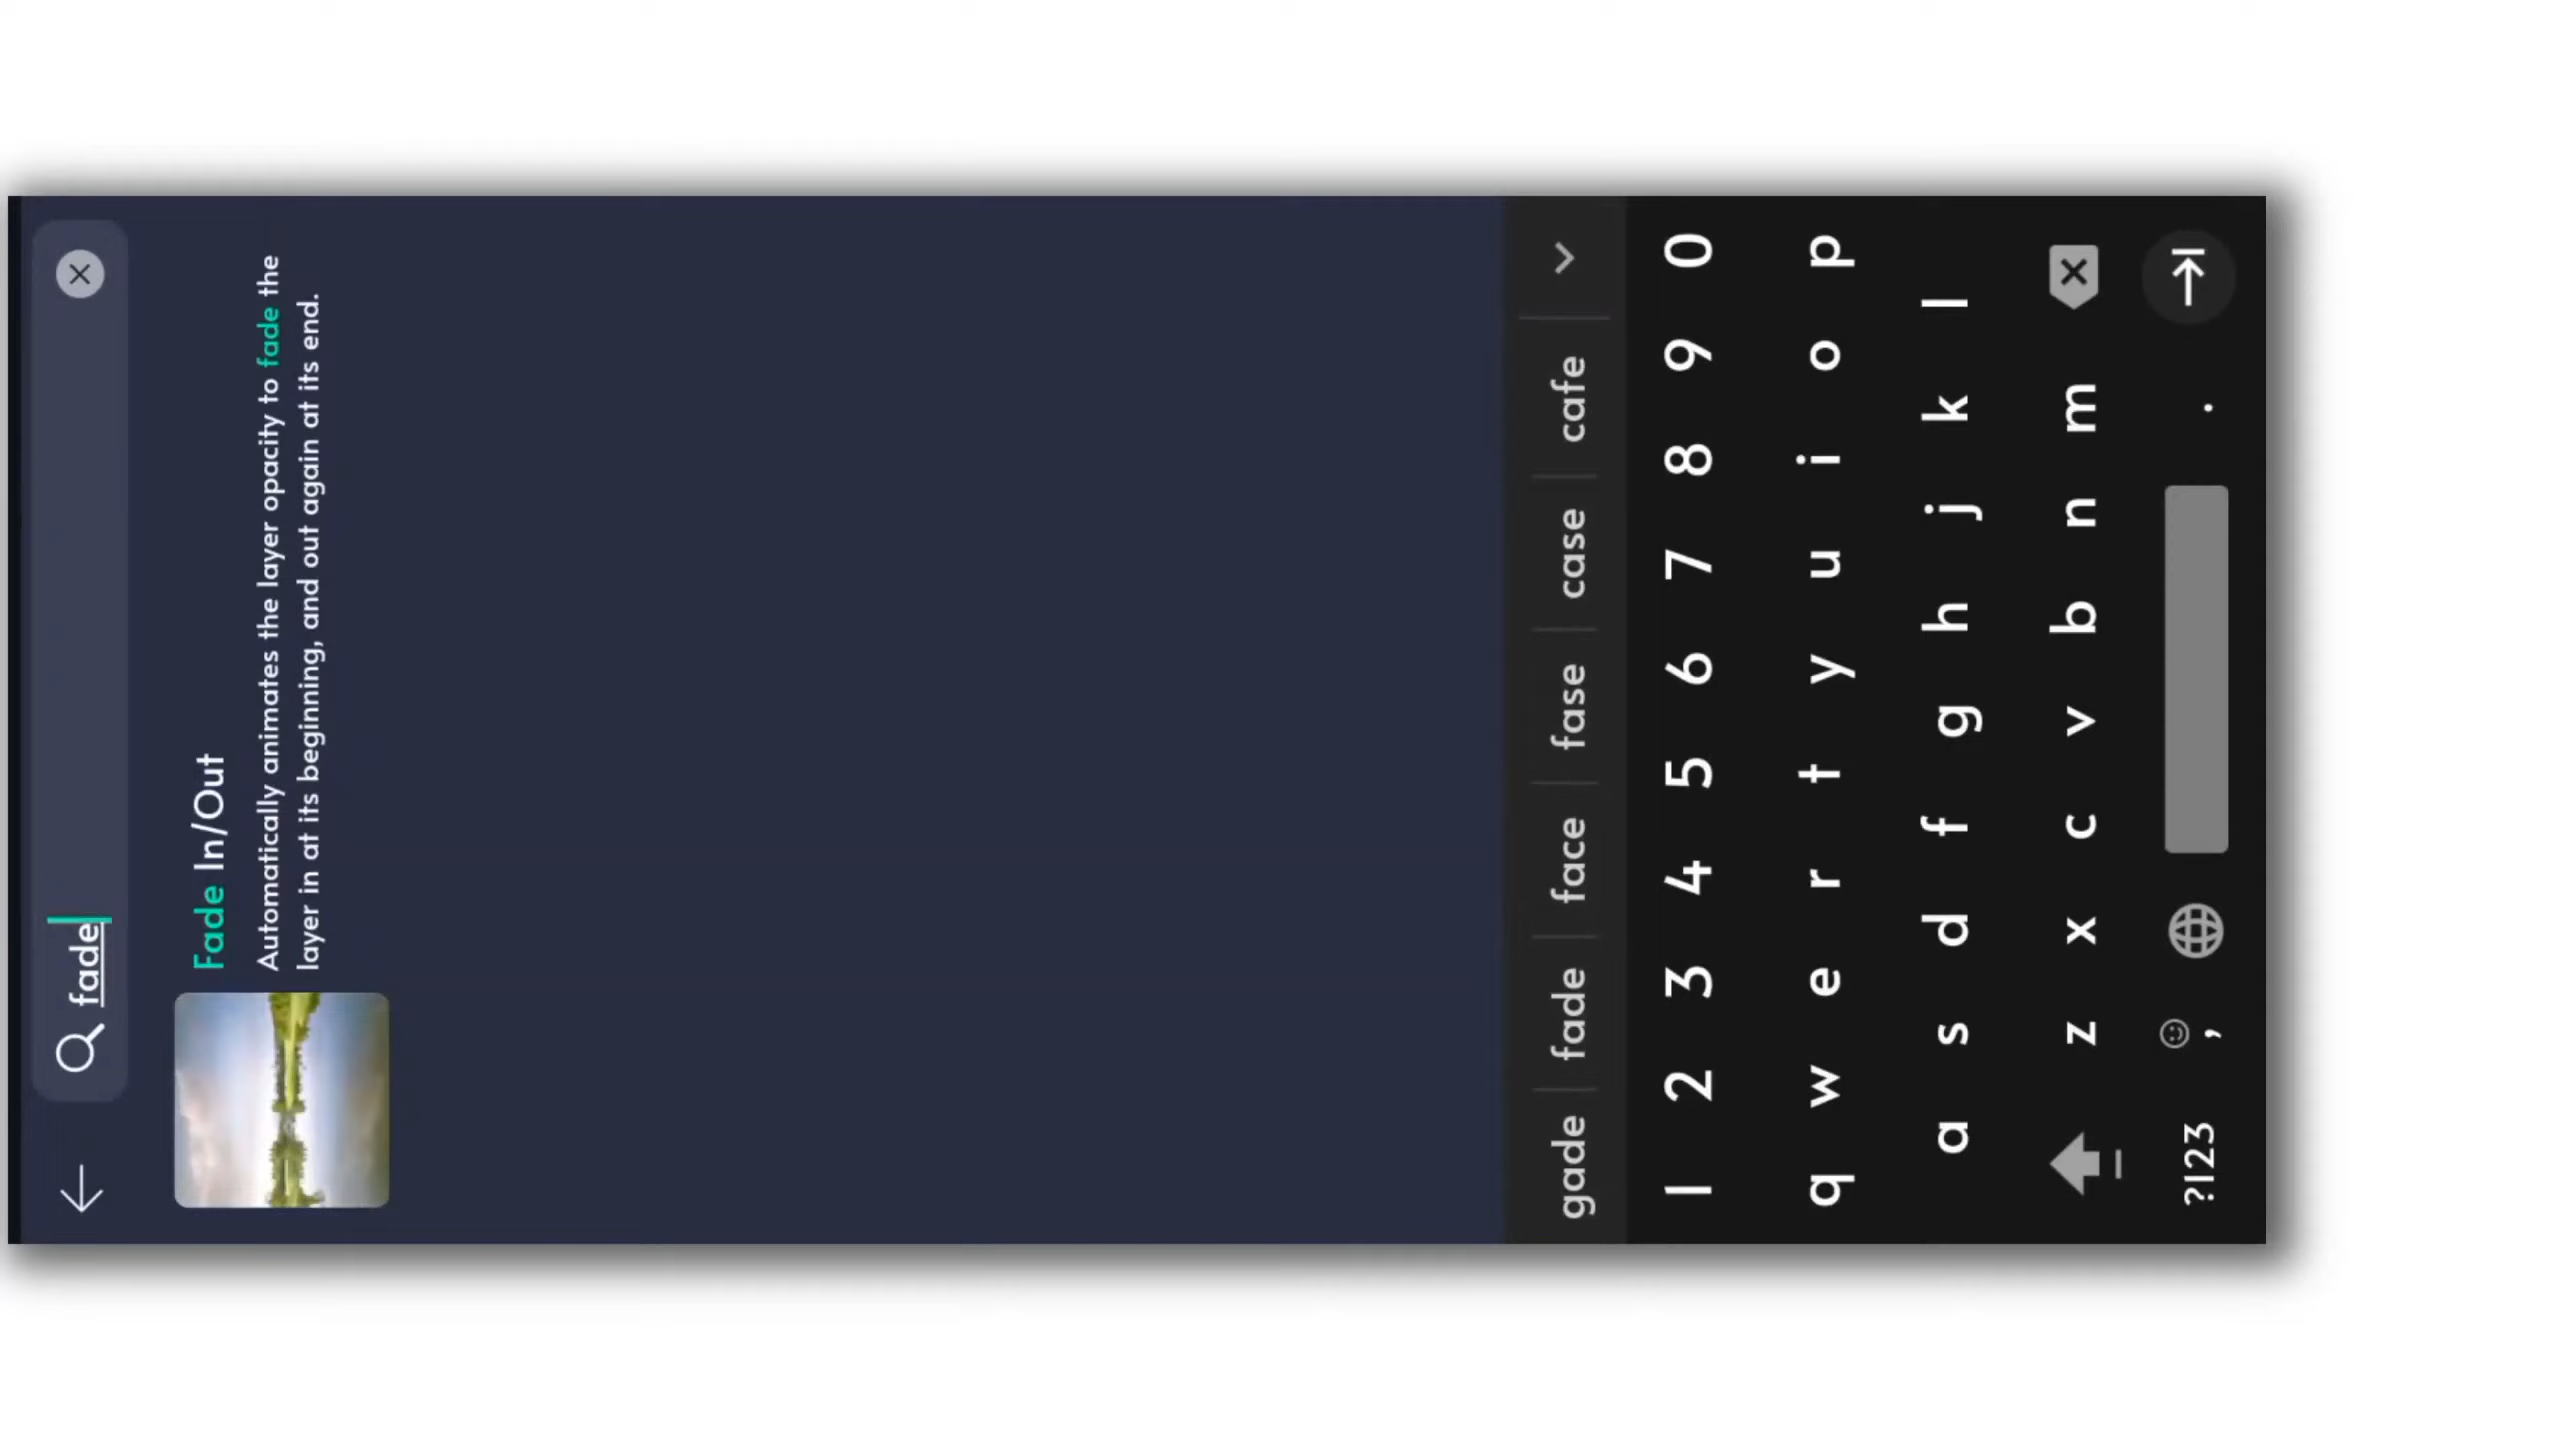 fade
Fade In/Out
Automatically animates the layer opacity to fade the
layer in at its beginning, and out again at its end.
gade fade face fase case cafe
1 2 3 4 5 6 7 8 9 0
q w e r t y u i o p
a s d f g h j k l
z x c v b n m
?123 , .